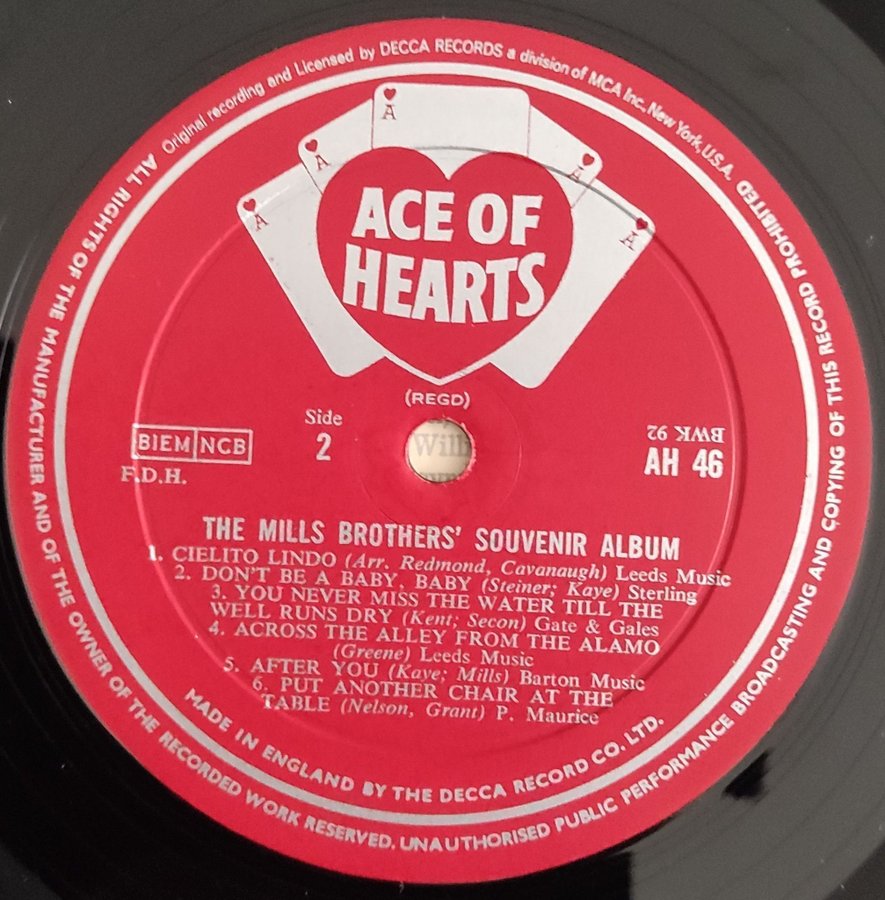 Original recording and Licensed by DECCA RECORDS a division of MCA Inc, New York, U.S.A.
ALL RIGHTS OF THE MANUFACTURER AND OF THE OWNER OF THE RECORDED WORK RESERVED. UNAUTHORISED PUBLIC PERFORMANCE BROADCASTING AND COPYING OF THIS RECORD PROHIBITED
A
A
A
A
A
ACE OF
HEARTS
(REGD)
BIEM NCB
F.D.H.
Side
2
BWK 92
AH 46
THE MILLS BROTHERS' SOUVENIR ALBUM
1. CIELITO LINDO (Arr. Redmond, Cavanaugh) Leeds Music
2. DON'T BE A BABY, BABY (Steiner; Kaye) Sterling
3. YOU NEVER MISS THE WATER TILL THE
WELL RUNS DRY (Kent; Secon) Gate & Gales
4. ACROSS THE ALLEY FROM THE ALAMO
(Greene) Leeds Music
5. AFTER YOU (Kaye; Mills) Barton Music
6. PUT ANOTHER CHAIR AT THE
TABLE (Nelson, Grant) P. Maurice
MADE IN ENGLAND BY THE DECCA RECORD CO. LTD.